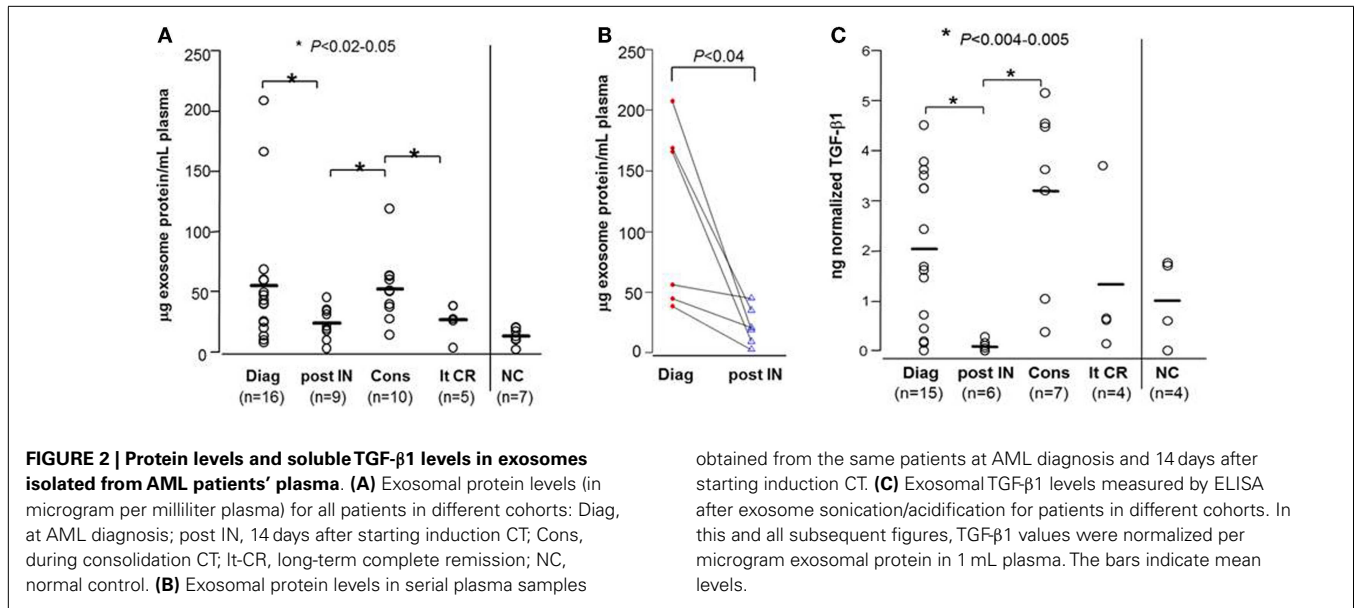 A
* P<0.02-0.05
µg exosome protein/mL plasma
250
200
150
100
50
0
*
*
*
Diag post IN Cons lt CR NC
(n=16) (n=9) (n=10) (n=5) (n=7)
B
P<0.04
µg exosome protein/mL plasma
250
200
150
100
50
0
Diag post IN
C
* P<0.004-0.005
ng normalized TGF-β1
6
5
4
3
2
1
0
*
*
Diag post IN Cons lt CR NC
(n=15) (n=6) (n=7) (n=4) (n=4)
FIGURE 2 | Protein levels and soluble TGF-β1 levels in exosomes
isolated from AML patients' plasma. (A) Exosomal protein levels (in
microgram per milliliter plasma) for all patients in different cohorts: Diag,
at AML diagnosis; post IN, 14 days after starting induction CT; Cons,
during consolidation CT; lt-CR, long-term complete remission; NC,
normal control. (B) Exosomal protein levels in serial plasma samples
obtained from the same patients at AML diagnosis and 14 days after
starting induction CT. (C) Exosomal TGF-β1 levels measured by ELISA
after exosome sonication/acidification for patients in different cohorts. In
this and all subsequent figures, TGF-β1 values were normalized per
microgram exosomal protein in 1 mL plasma. The bars indicate mean
levels.